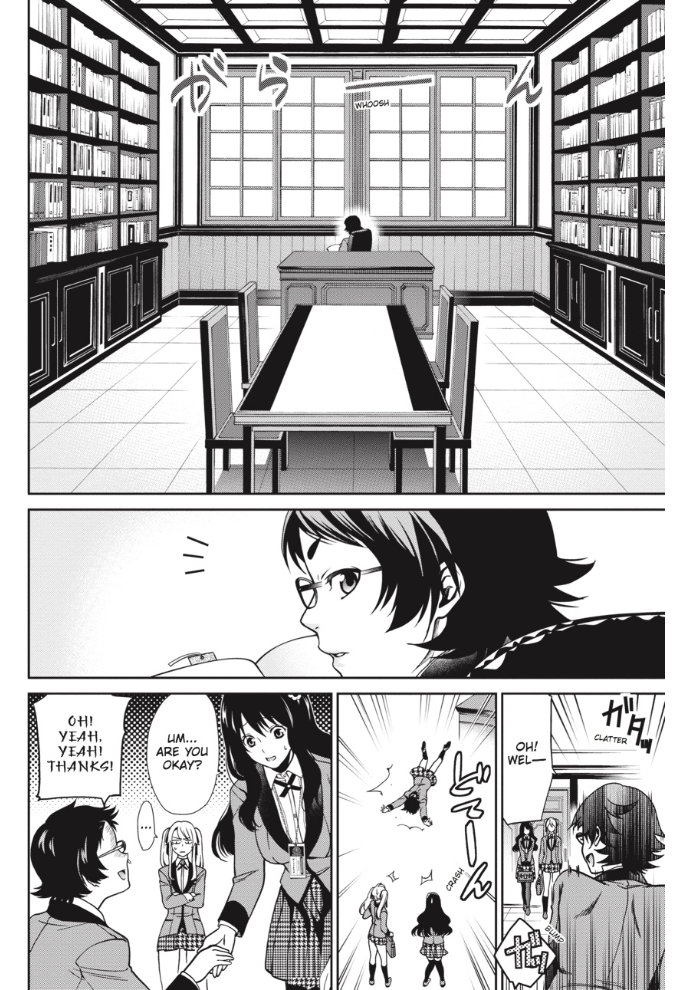 がらーん
WHOOSH
ガタッ
CLATTER
OH!
WEL—
BUMP
ガッ
どてーん
CRASH
UM...
ARE YOU
OKAY?
...
OH!
YEAH,
YEAH!
THANKS!